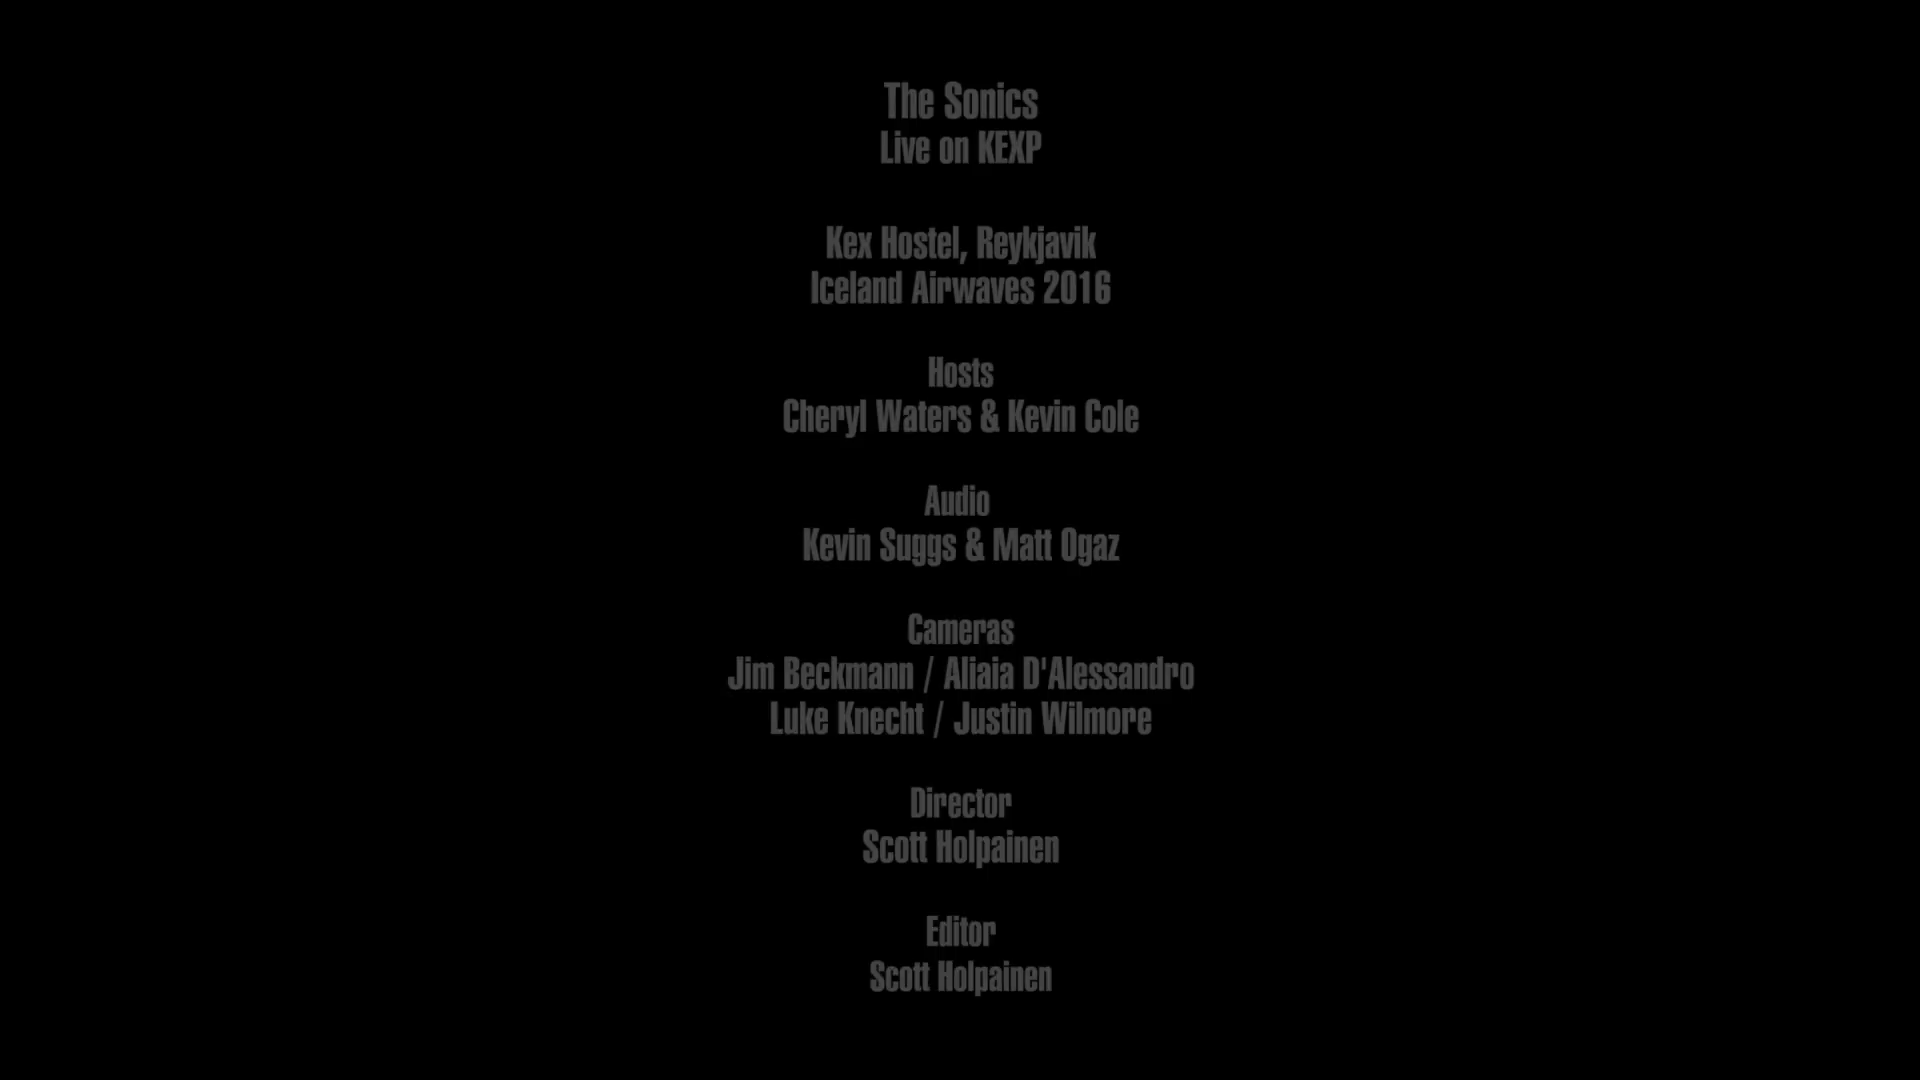 The Sonics
Live on KEXP
Kex Hostel, Reykjavik
Iceland Airwaves 2016
Hosts
Cheryl Waters & Kevin Cole
Audio
Kevin Suggs & Matt Ogaz
Cameras
Jim Beckmann / Aliaia D'Alessandro
Luke Knecht / Justin Wilmore
Director
Scott Holpainen
Editor
Scott Holpainen